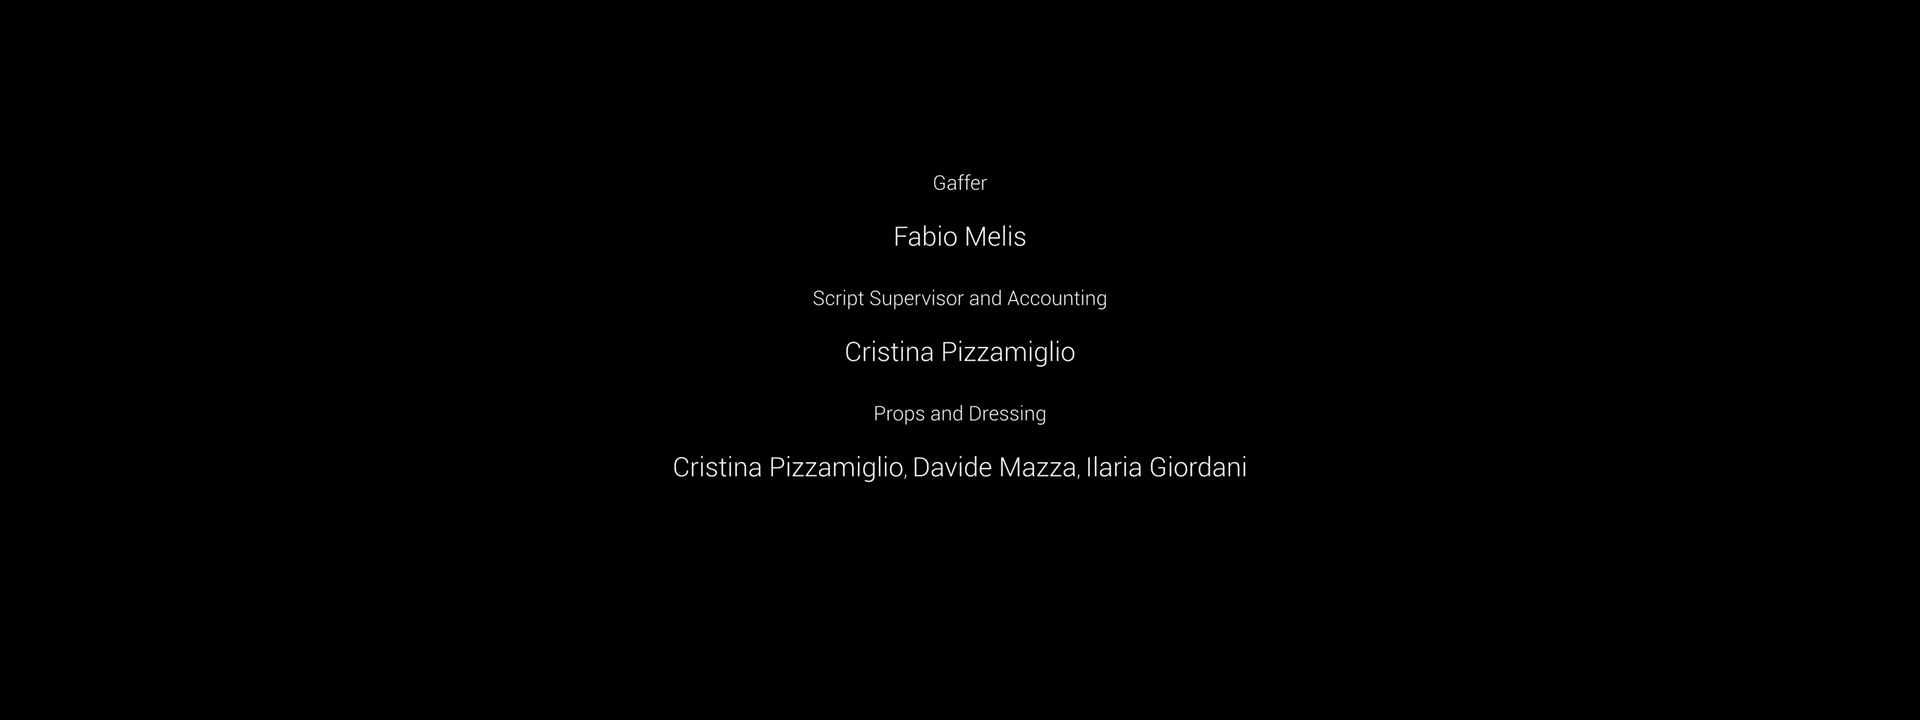 Gaffer
Fabio Melis
Script Supervisor and Accounting
Cristina Pizzamiglio
Props and Dressing
Cristina Pizzamiglio, Davide Mazza, Ilaria Giordani